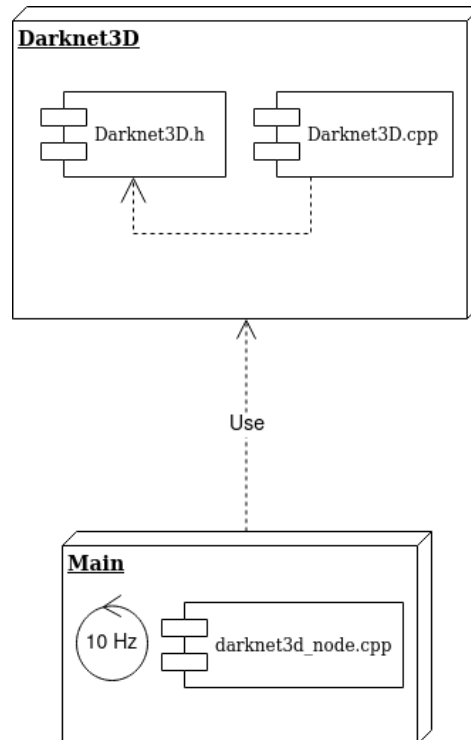 Darknet3D
Darknet3D.h
Darknet3D.cpp
Use
Main
10 Hz
darknet3d_node.cpp